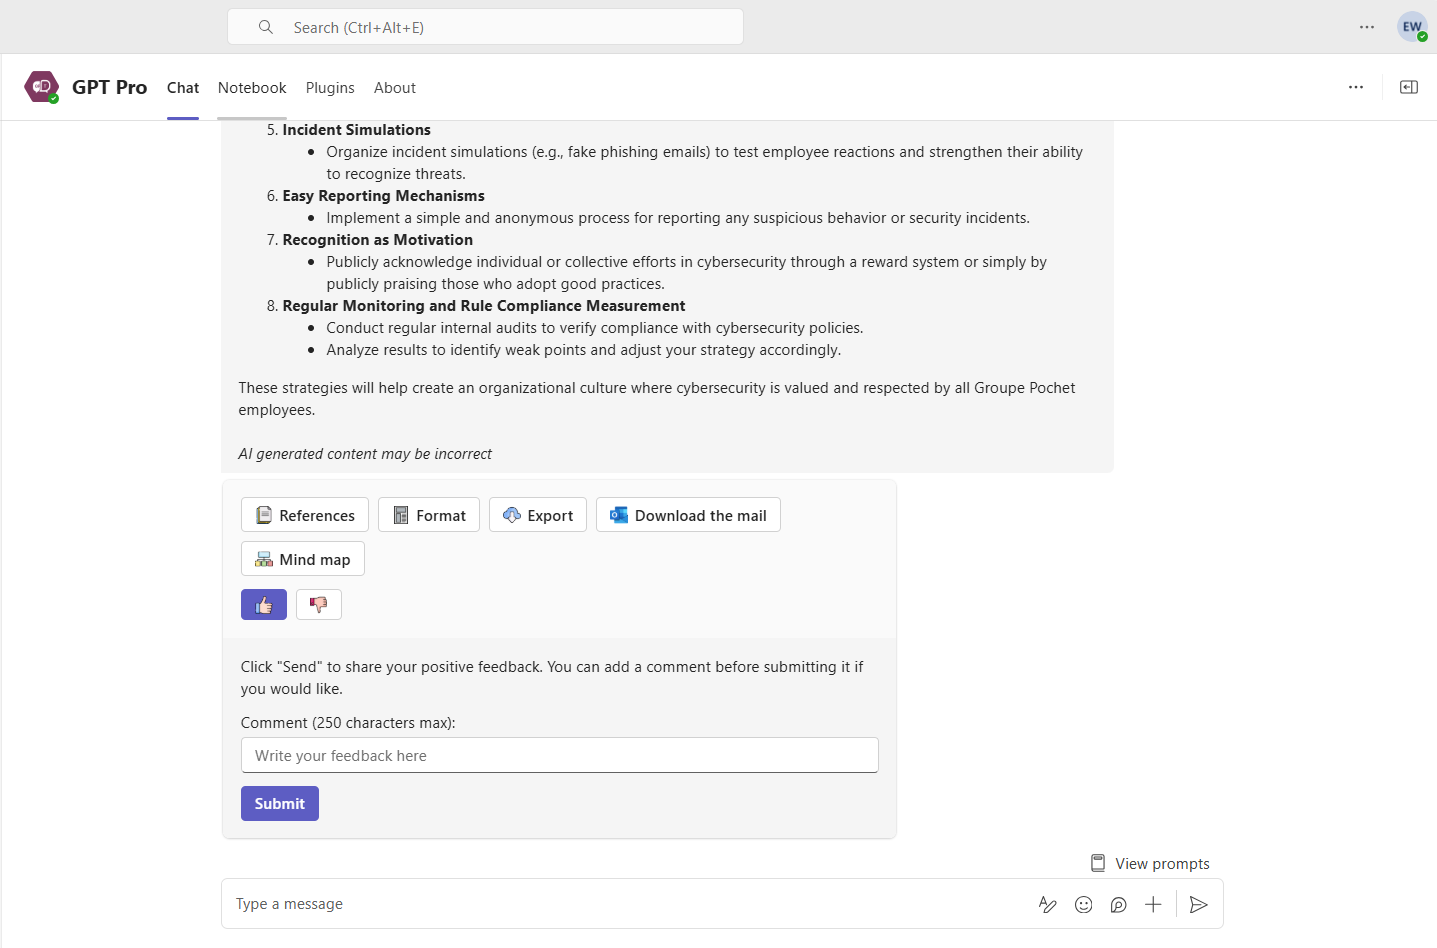 Search (Ctrl+Alt+E)
EW
GPT Pro Chat Notebook Plugins About
5. Incident Simulations
• Organize incident simulations (e.g., fake phishing emails) to test employee reactions and strengthen their ability
to recognize threats.
6. Easy Reporting Mechanisms
• Implement a simple and anonymous process for reporting any suspicious behavior or security incidents.
7. Recognition as Motivation
• Publicly acknowledge individual or collective efforts in cybersecurity through a reward system or simply by
publicly praising those who adopt good practices.
8. Regular Monitoring and Rule Compliance Measurement
• Conduct regular internal audits to verify compliance with cybersecurity policies.
• Analyze results to identify weak points and adjust your strategy accordingly.
These strategies will help create an organizational culture where cybersecurity is valued and respected by all Groupe Pochet
employees.
AI generated content may be incorrect
References Format Export Download the mail
Mind map
Click "Send" to share your positive feedback. You can add a comment before submitting it if
you would like.
Comment (250 characters max):
Write your feedback here
Submit
View prompts
Type a message